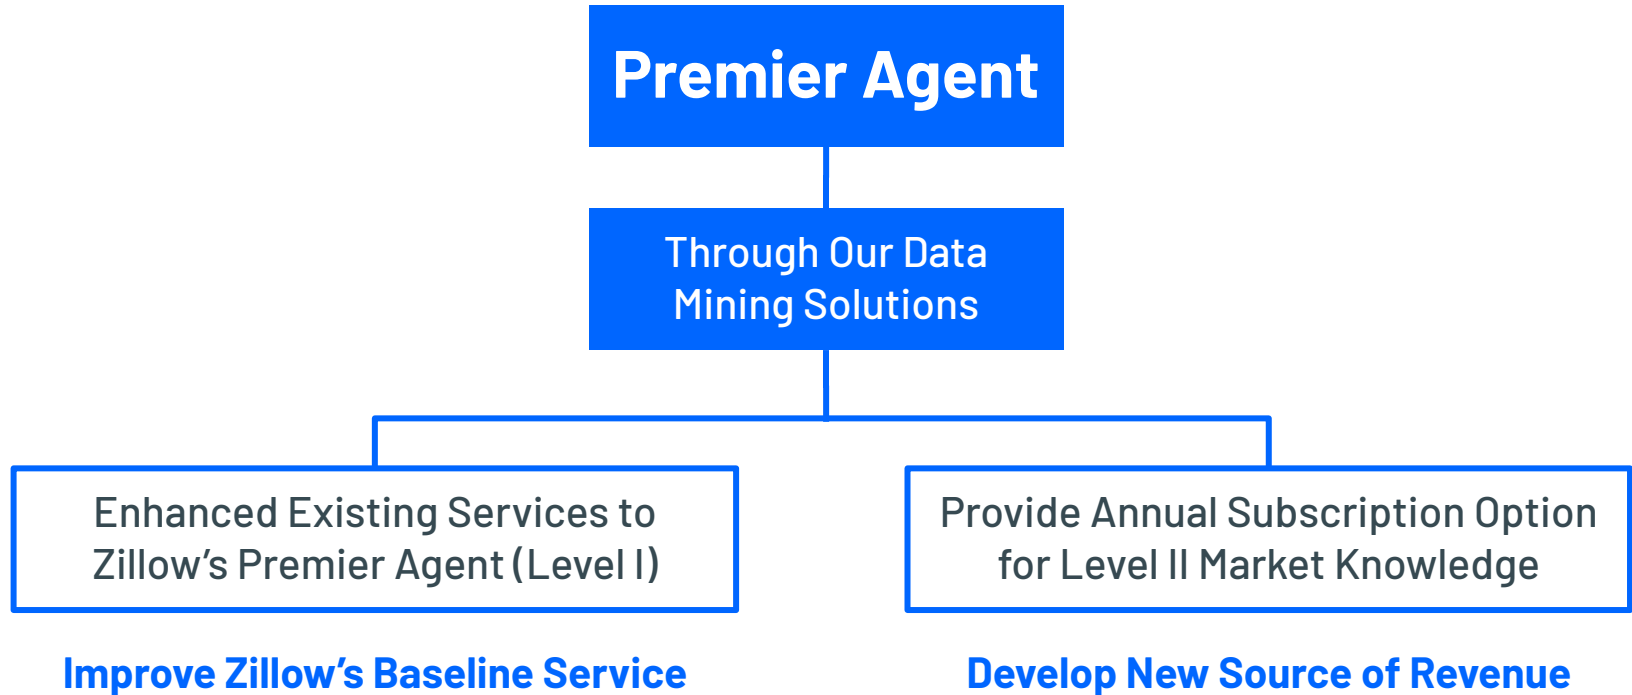 Premier Agent
Through Our Data
Mining Solutions
Enhanced Existing Services to
Zillow’s Premier Agent (Level I)
Provide Annual Subscription Option
for Level II Market Knowledge
Improve Zillow’s Baseline Service
Develop New Source of Revenue